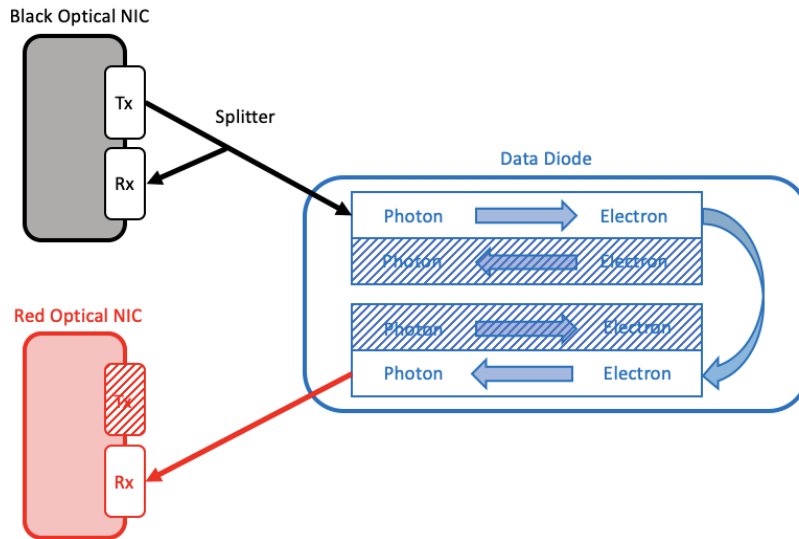 Black Optical NIC
Tx
Splitter
Rx
Data Diode
Photon Electron
Photon Electron
Red Optical NIC
Photon Electron
Photon Electron
Tx
Rx